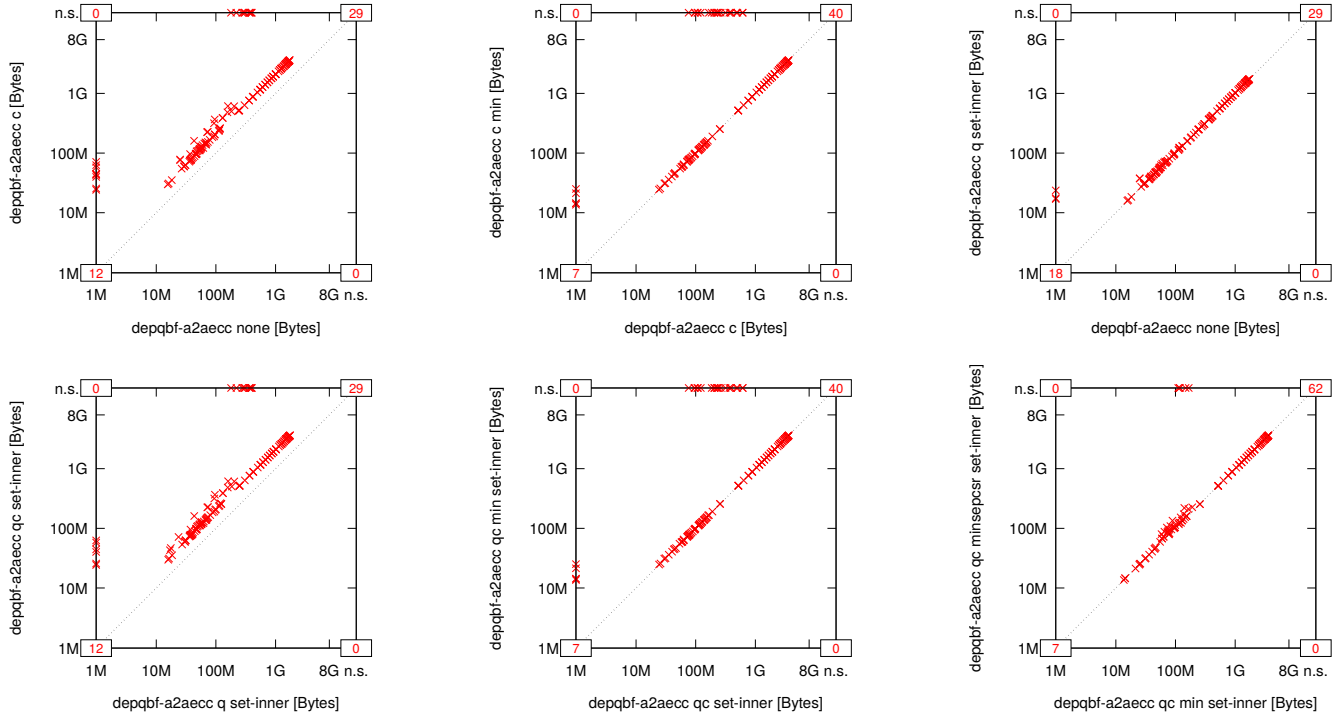 n.s. 0 29
8G
1G
100M
10M
1M 12 0
1M 10M 100M 1G 8G n.s.
depqbf-a2aecc c [Bytes]
depqbf-a2aecc none [Bytes]
n.s. 0 40
8G
1G
100M
10M
1M 7 0
1M 10M 100M 1G 8G n.s.
depqbf-a2aecc c min [Bytes]
depqbf-a2aecc c [Bytes]
n.s. 0 29
8G
1G
100M
10M
1M 18 0
1M 10M 100M 1G 8G n.s.
depqbf-a2aecc q set-inner [Bytes]
depqbf-a2aecc none [Bytes]
n.s. 0 29
8G
1G
100M
10M
1M 12 0
1M 10M 100M 1G 8G n.s.
depqbf-a2aecc qc set-inner [Bytes]
depqbf-a2aecc q set-inner [Bytes]
n.s. 0 40
8G
1G
100M
10M
1M 7 0
1M 10M 100M 1G 8G n.s.
depqbf-a2aecc qc min set-inner [Bytes]
depqbf-a2aecc qc set-inner [Bytes]
n.s. 0 62
8G
1G
100M
10M
1M 7 0
1M 10M 100M 1G 8G n.s.
depqbf-a2aecc qc minsepcsr set-inner [Bytes]
depqbf-a2aecc qc min set-inner [Bytes]